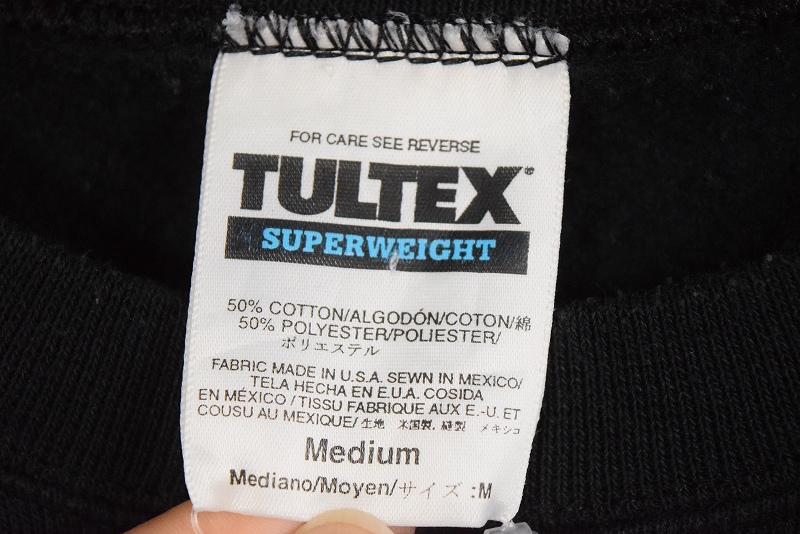 FOR CARE SEE REVERSE
TULTEX®
SUPERWEIGHT
50% COTTON/ALGODÓN/COTON/綿
50% POLYESTER/POLIESTER/
ポリエステル
FABRIC MADE IN U.S.A. SEWN IN MEXICO/
TELA HECHA EN E.U.A. COSIDA
EN MÉXICO / TISSU FABRIQUE AUX E.-U. ET
COUSU AU MEXIQUE/ 生地 米国製, 縫製 メキシコ
Medium
Mediano/Moyen/サイズ :M